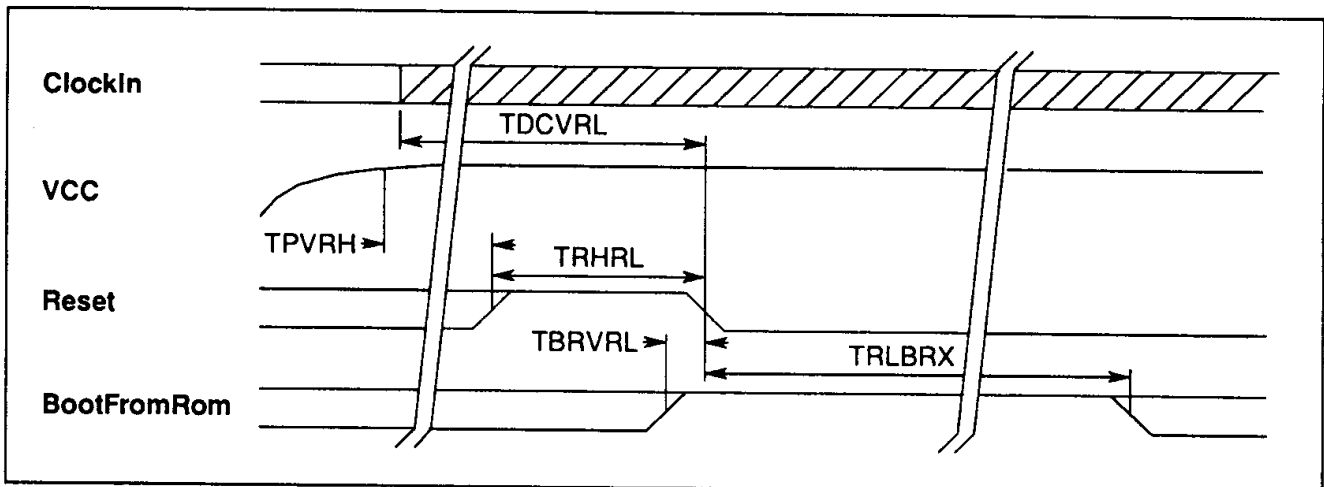 ClockIn
TDCVRL
VCC
TPVRH
TRHRL
Reset
TBRVRL
TRLBRX
BootFromRom